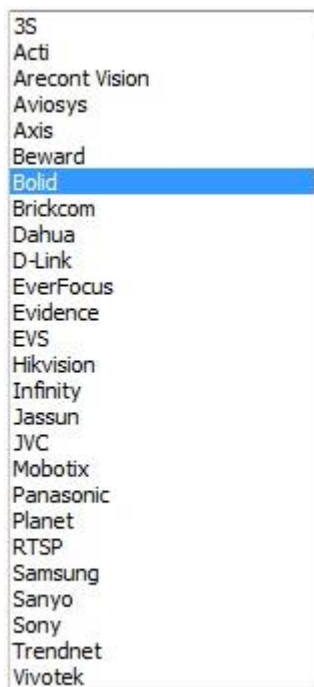 3S
Acti
Arecont Vision
Aviosys
Axis
Beward
Bolid
Brickcom
Dahua
D-Link
EverFocus
Evidence
EVS
Hikvision
Infinity
Jassun
JVC
Mobotix
Panasonic
Planet
RTSP
Samsung
Sanyo
Sony
Trendnet
Vivotek